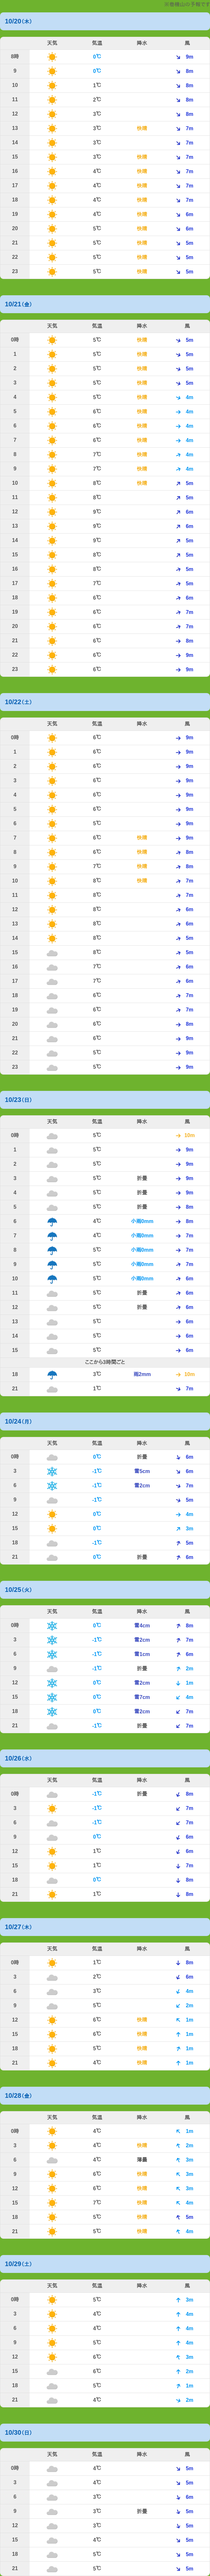 10/20(木)
天気 気温 降水 風
8時 0℃ 9m
9 0℃ 8m
10 1℃ 8m
11 2℃ 8m
12 3℃ 8m
13 3℃ 快晴 7m
14 3℃ 7m
15 3℃ 快晴 7m
16 4℃ 快晴 7m
17 4℃ 快晴 7m
18 4℃ 快晴 7m
19 4℃ 快晴 6m
20 5℃ 快晴 6m
21 5℃ 快晴 5m
22 5℃ 快晴 5m
23 5℃ 快晴 5m
10/21(金)
天気 気温 降水 風
0時 5℃ 快晴 5m
1 5℃ 快晴 5m
2 5℃ 快晴 5m
3 5℃ 快晴 5m
4 5℃ 快晴 4m
5 6℃ 快晴 4m
6 6℃ 快晴 4m
7 6℃ 快晴 4m
8 7℃ 快晴 4m
9 7℃ 快晴 4m
10 8℃ 快晴 5m
11 8℃ 5m
12 9℃ 6m
13 9℃ 6m
14 9℃ 5m
15 8℃ 5m
16 8℃ 5m
17 7℃ 5m
18 6℃ 6m
19 6℃ 7m
20 6℃ 7m
21 6℃ 8m
22 6℃ 9m
23 6℃ 9m
10/22(土)
天気 気温 降水 風
0時 6℃ 9m
1 6℃ 9m
2 6℃ 9m
3 6℃ 9m
4 6℃ 9m
5 6℃ 9m
6 5℃ 9m
7 6℃ 快晴 9m
8 6℃ 快晴 8m
9 7℃ 快晴 8m
10 8℃ 快晴 7m
11 8℃ 7m
12 8℃ 6m
13 8℃ 6m
14 8℃ 5m
15 8℃ 5m
16 7℃ 6m
17 7℃ 6m
18 6℃ 7m
19 6℃ 7m
20 6℃ 8m
21 6℃ 9m
22 5℃ 9m
23 5℃ 9m
10/23(日)
天気 気温 降水 風
0時 5℃ 10m
1 5℃ 9m
2 5℃ 9m
3 5℃ 折曇 9m
4 5℃ 折曇 9m
5 5℃ 折曇 8m
6 4℃ 小雨0mm 8m
7 4℃ 小雨0mm 7m
8 5℃ 小雨0mm 7m
9 5℃ 小雨0mm 7m
10 5℃ 小雨0mm 6m
11 5℃ 折曇 6m
12 5℃ 折曇 6m
13 5℃ 6m
14 5℃ 6m
15 5℃ 6m
ここから3時間ごと
18 3℃ 雨2mm 10m
21 1℃ 7m
10/24(月)
天気 気温 降水 風
0時 0℃ 折曇 6m
3 -1℃ 雪5cm 6m
6 -1℃ 雪2cm 7m
9 -1℃ 5m
12 0℃ 4m
15 0℃ 3m
18 -1℃ 5m
21 0℃ 折曇 6m
10/25(火)
天気 気温 降水 風
0時 0℃ 雪4cm 8m
3 -1℃ 雪2cm 7m
6 -1℃ 雪1cm 6m
9 -1℃ 折曇 2m
12 0℃ 雪2cm 1m
15 0℃ 雪7cm 4m
18 0℃ 雪2cm 7m
21 -1℃ 折曇 7m
10/26(水)
天気 気温 降水 風
0時 -1℃ 折曇 8m
3 -1℃ 7m
6 -1℃ 7m
9 0℃ 6m
12 1℃ 6m
15 1℃ 7m
18 0℃ 8m
21 1℃ 8m
10/27(木)
天気 気温 降水 風
0時 1℃ 8m
3 2℃ 6m
6 3℃ 4m
9 5℃ 2m
12 6℃ 快晴 1m
15 6℃ 快晴 1m
18 5℃ 快晴 7m
21 4℃ 快晴 1m
10/28(金)
天気 気温 降水 風
0時 4℃ 1m
3 4℃ 快晴 2m
6 4℃ 薄曇 3m
9 6℃ 快晴 3m
12 6℃ 快晴 3m
15 7℃ 快晴 4m
18 5℃ 快晴 5m
21 5℃ 快晴 4m
10/29(土)
天気 気温 降水 風
0時 5℃ 3m
3 4℃ 4m
6 4℃ 4m
9 5℃ 4m
12 6℃ 3m
15 6℃ 2m
18 5℃ 1m
21 4℃ 2m
10/30(日)
天気 気温 降水 風
0時 4℃ 5m
3 4℃ 5m
6 3℃ 6m
9 3℃ 折曇 5m
12 3℃ 5m
15 4℃ 5m
18 5℃ 5m
21 5℃ 5m